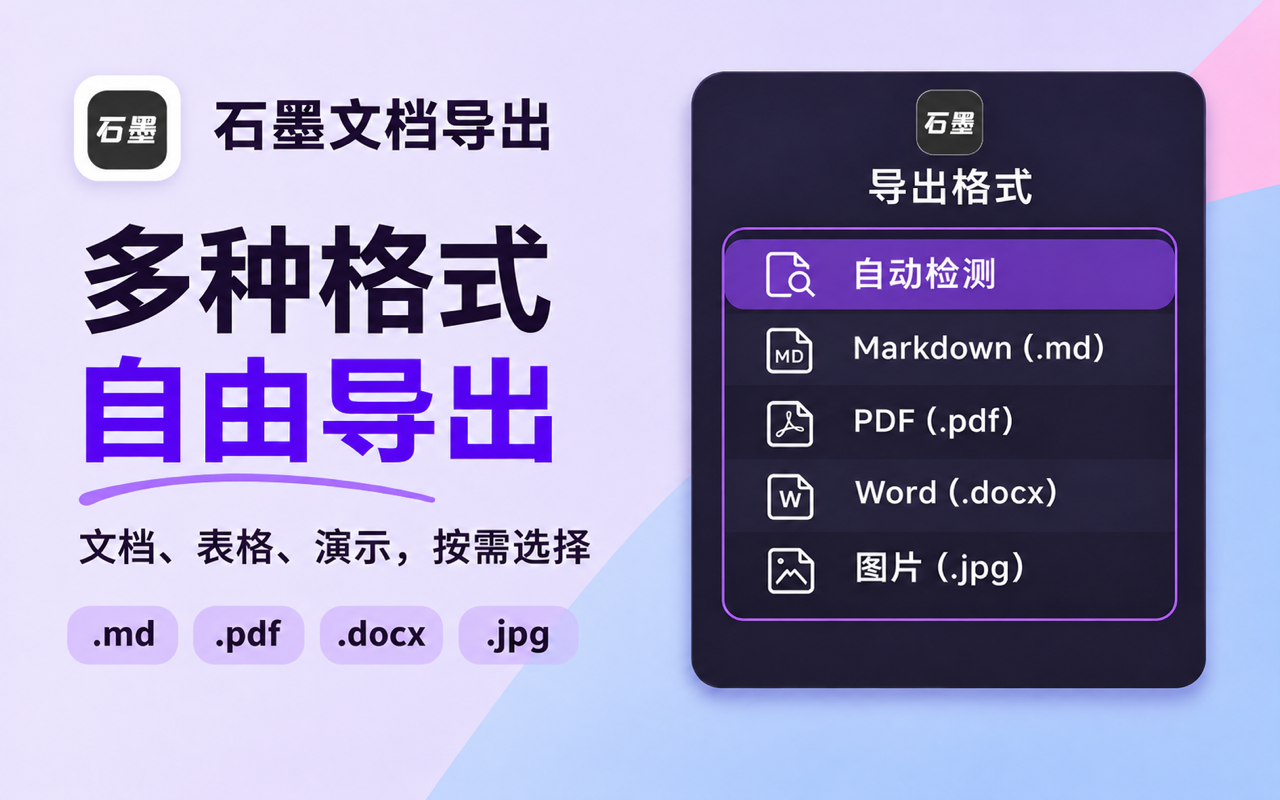 石墨
石墨文档导出
多种格式
自由导出
文档、表格、演示，按需选择
.md
.pdf
.docx
.jpg
石墨
导出格式
自动检测
MD
Markdown (.md)
PDF (.pdf)
W
Word (.docx)
图片 (.jpg)